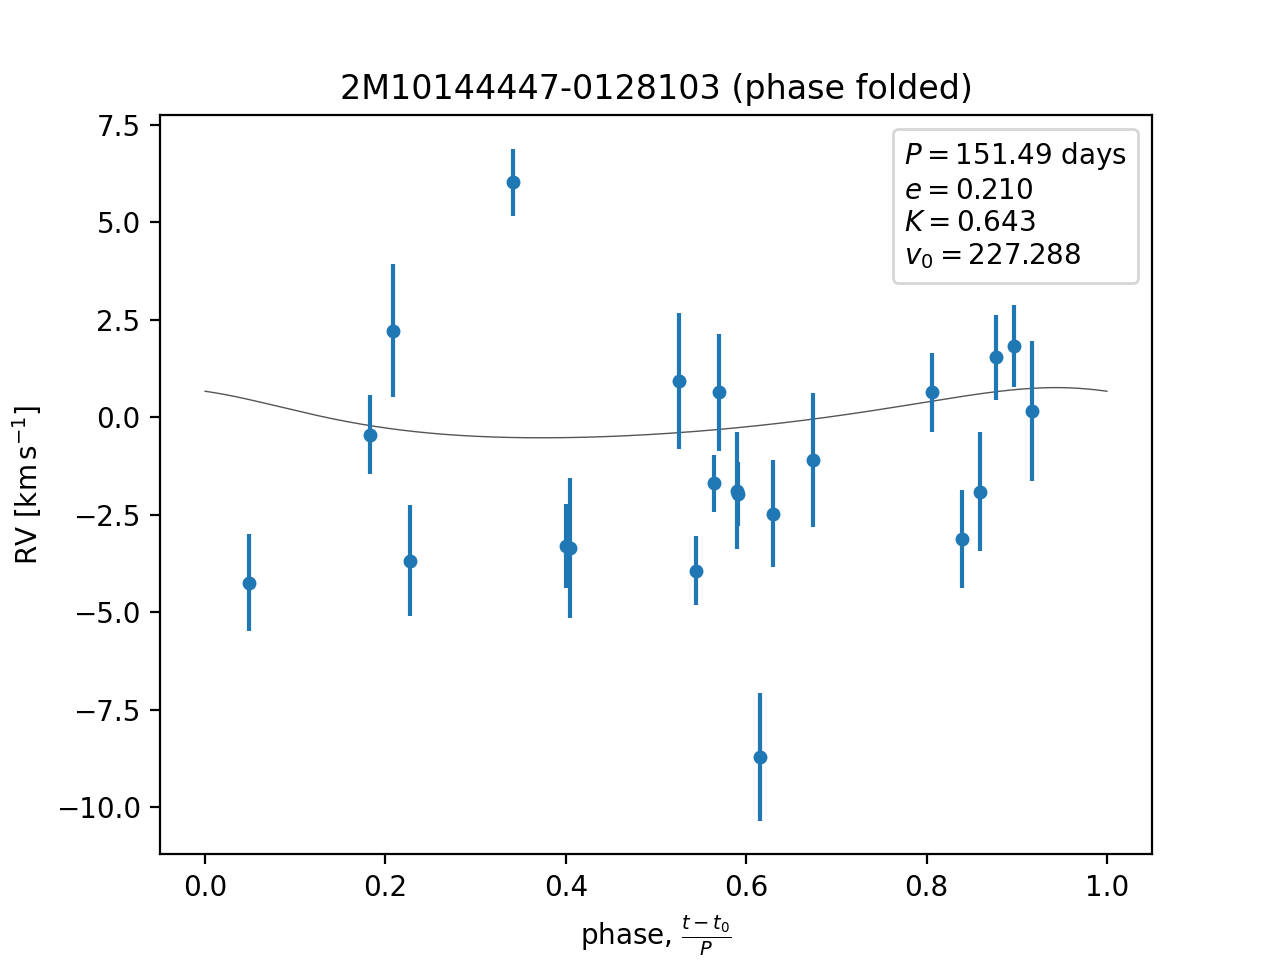 2M10144447-0128103 (phase folded)
P = 151.49 days
e = 0.210
K = 0.643
v₀ = 227.288
7.5
5.0
2.5
0.0
−2.5
−5.0
−7.5
−10.0
RV [km s⁻¹]
0.0 0.2 0.4 0.6 0.8 1.0
phase, (t − t₀)/P